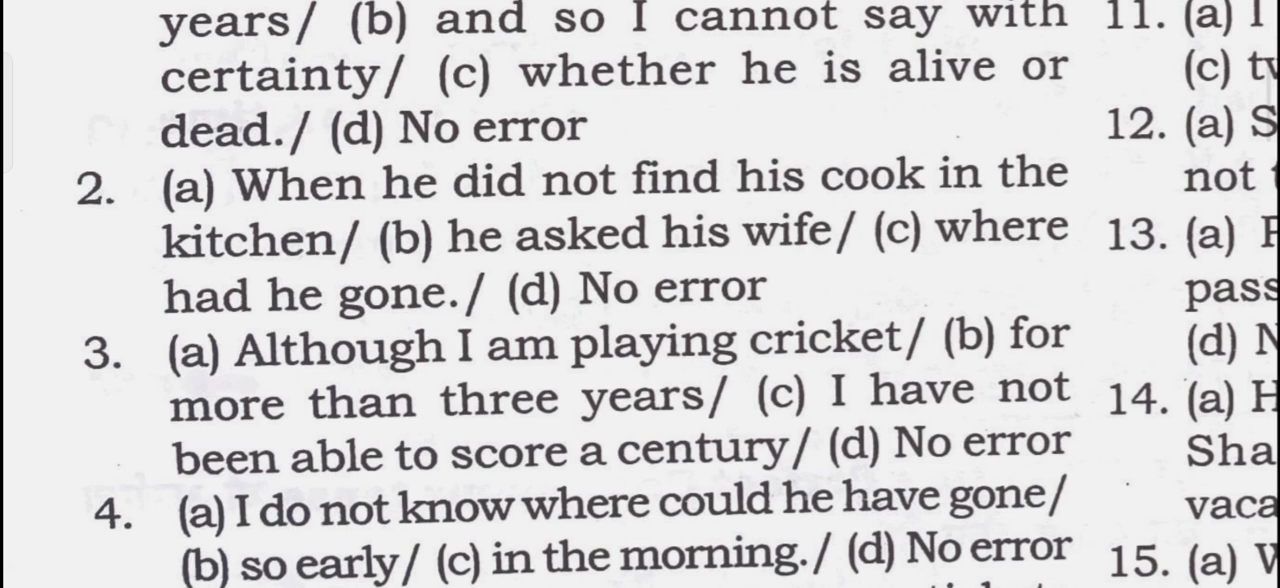 years/ (b) and so I cannot say with
certainty/ (c) whether he is alive or
dead./ (d) No error
2. (a) When he did not find his cook in the
kitchen/ (b) he asked his wife/ (c) where
had he gone./ (d) No error
3. (a) Although I am playing cricket/ (b) for
more than three years/ (c) I have not
been able to score a century/ (d) No error
4. (a) I do not know where could he have gone/
(b) so early/ (c) in the morning./ (d) No error
11. (a) I
(c)
12. (a) S
not
13. (a)
pass
(d)
14. (a) H
Sha
vaca
15. (a)